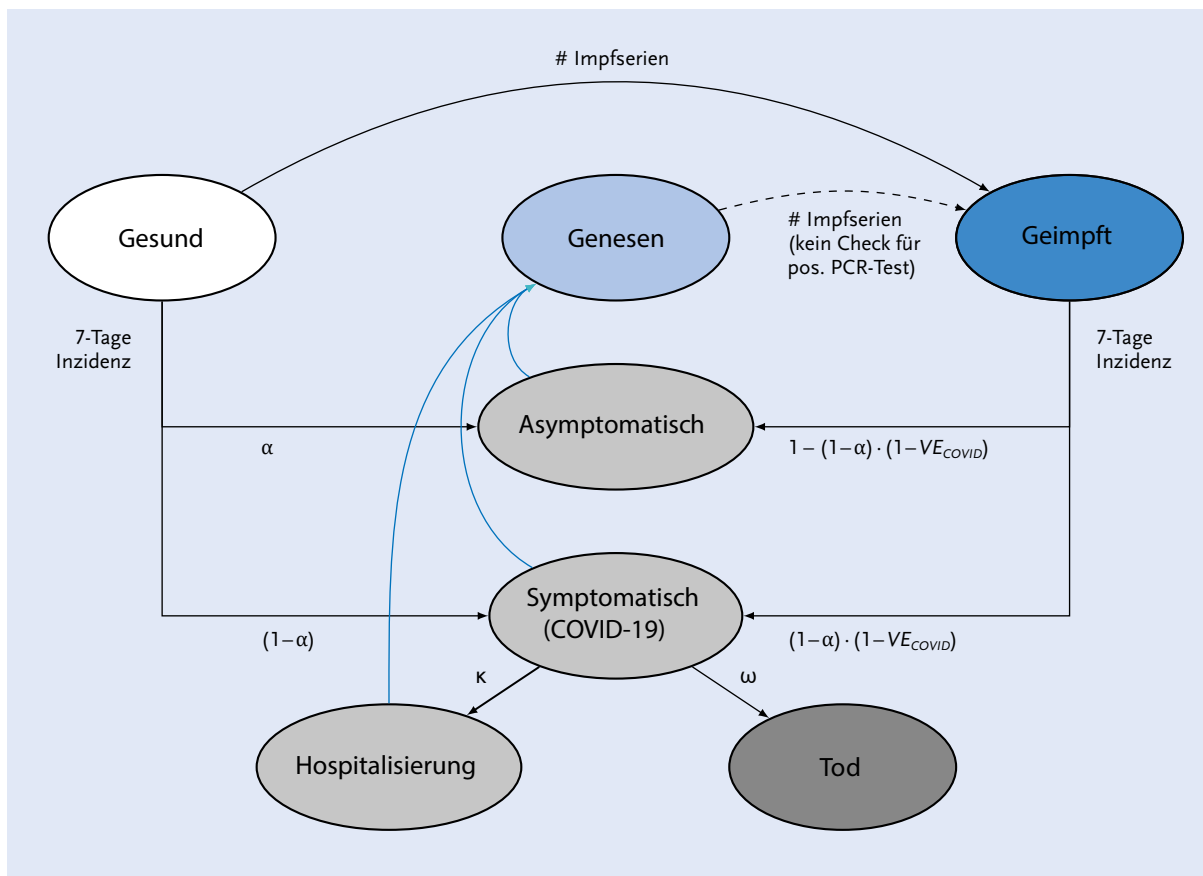 # Impfserien
Gesund
Genesen
# Impfserien
(kein Check für
pos. PCR-Test)
Geimpft
7-Tage
Inzidenz
7-Tage
Inzidenz
Asymptomatisch
α
1 – (1–α) · (1–VE_COVID)
Symptomatisch
(COVID-19)
(1–α)
(1–α) · (1–VE_COVID)
κ
ω
Hospitalisierung
Tod